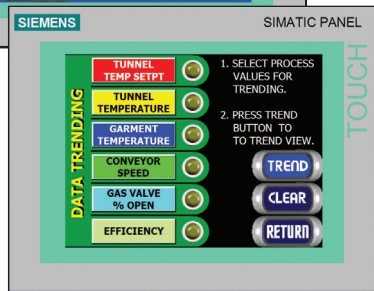 SIEMENS
SIMATIC PANEL
TOUCH
DATA TRENDING
TUNNEL
TEMP SETPT
TUNNEL
TEMPERATURE
GARMENT
TEMPERATURE
CONVEYOR
SPEED
GAS VALVE
% OPEN
EFFICIENCY
1. SELECT PROCESS
VALUES FOR
TRENDING.
2. PRESS TREND
BUTTON TO
TO TREND VIEW.
TREND
CLEAR
RETURN